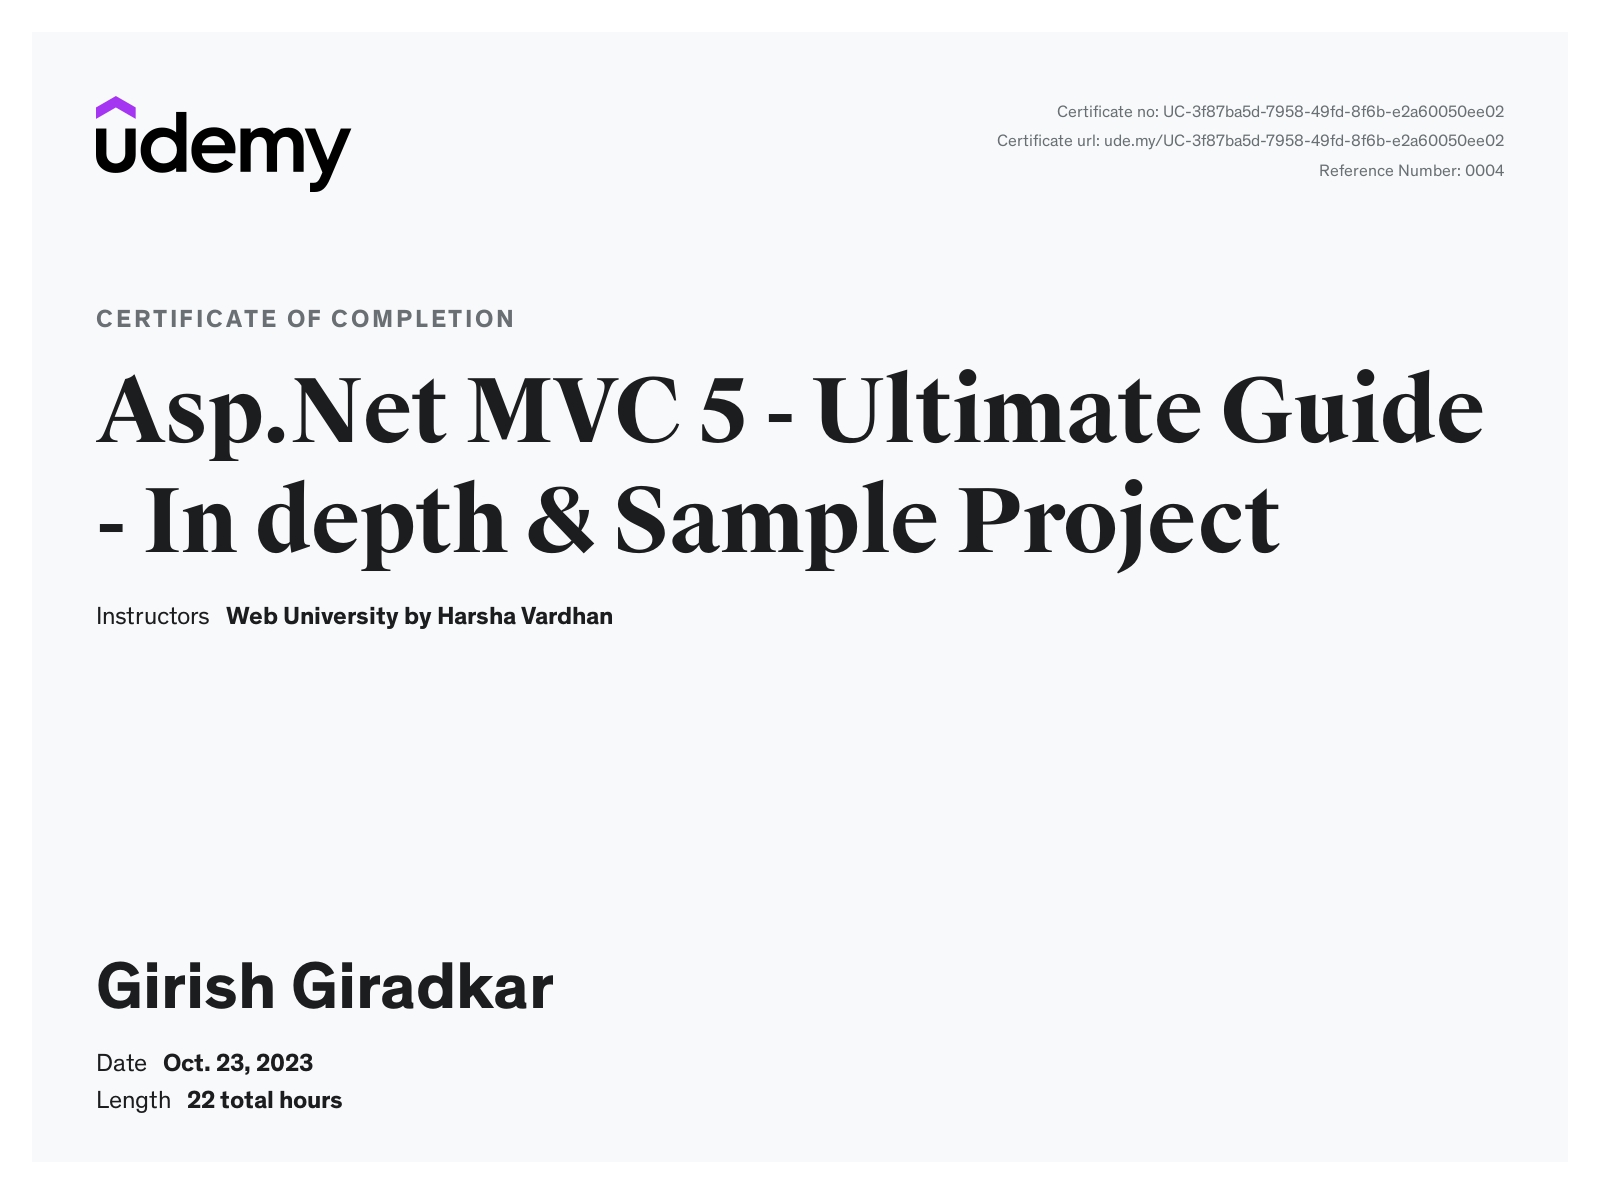 udemy
Certificate no: UC-3f87ba5d-7958-49fd-8f6b-e2a60050ee02
Certificate url: ude.my/UC-3f87ba5d-7958-49fd-8f6b-e2a60050ee02
Reference Number: 0004
CERTIFICATE OF COMPLETION
Asp.Net MVC 5 - Ultimate Guide
- In depth & Sample Project
Instructors Web University by Harsha Vardhan
Girish Giradkar
Date Oct. 23, 2023
Length 22 total hours